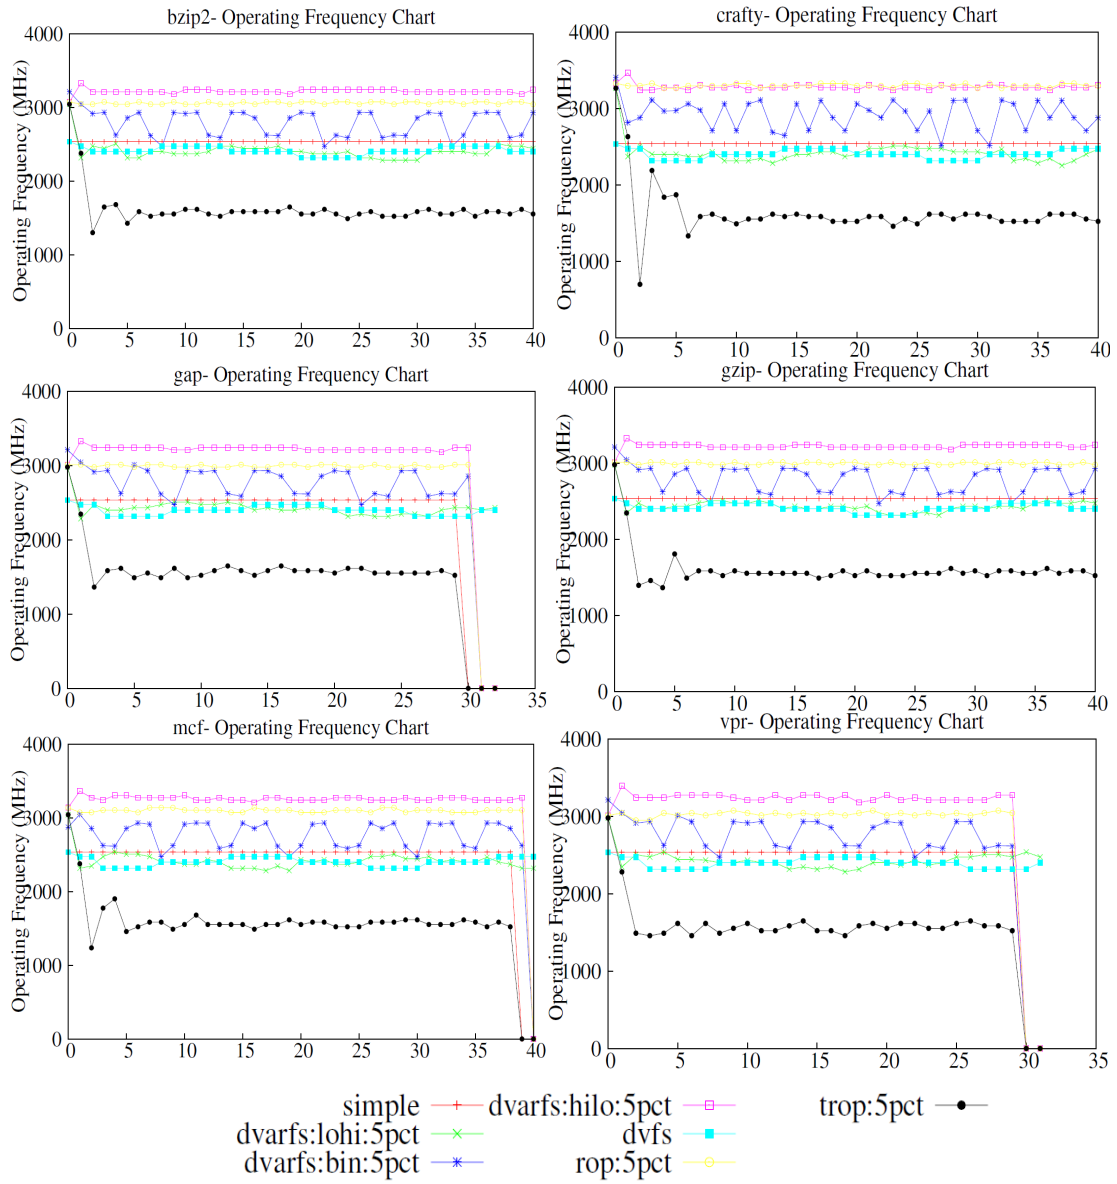 bzip2- Operating Frequency Chart
Operating Frequency (MHz)
4000
3000
2000
1000
0
0 5 10 15 20 25 30 35 40
crafty- Operating Frequency Chart
Operating Frequency (MHz)
4000
3000
2000
1000
0
0 5 10 15 20 25 30 35 40
gap- Operating Frequency Chart
Operating Frequency (MHz)
4000
3000
2000
1000
0
0 5 10 15 20 25 30 35
gzip- Operating Frequency Chart
Operating Frequency (MHz)
4000
3000
2000
1000
0
0 5 10 15 20 25 30 35 40
mcf- Operating Frequency Chart
Operating Frequency (MHz)
4000
3000
2000
1000
0
0 5 10 15 20 25 30 35 40
vpr- Operating Frequency Chart
Operating Frequency (MHz)
4000
3000
2000
1000
0
0 5 10 15 20 25 30 35
simple dvarfs:hilo:5pct trop:5pct
dvarfs:lohi:5pct dvfs
dvarfs:bin:5pct rop:5pct